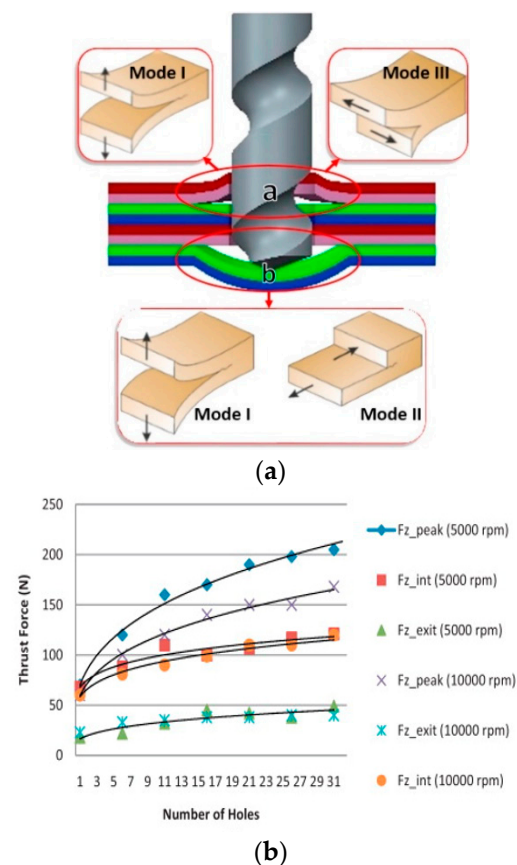 Mode I
Mode III
a
b
Mode I
Mode II
(a)
250
200
150
100
50
0
Thrust Force (N)
1 3 5 7 9 11 13 15 17 19 21 23 25 27 29 31
Number of Holes
Fz_peak (5000 rpm)
Fz_int (5000 rpm)
Fz_exit (5000 rpm)
Fz_peak (10000 rpm)
Fz_exit (10000 rpm)
Fz_int (10000 rpm)
(b)